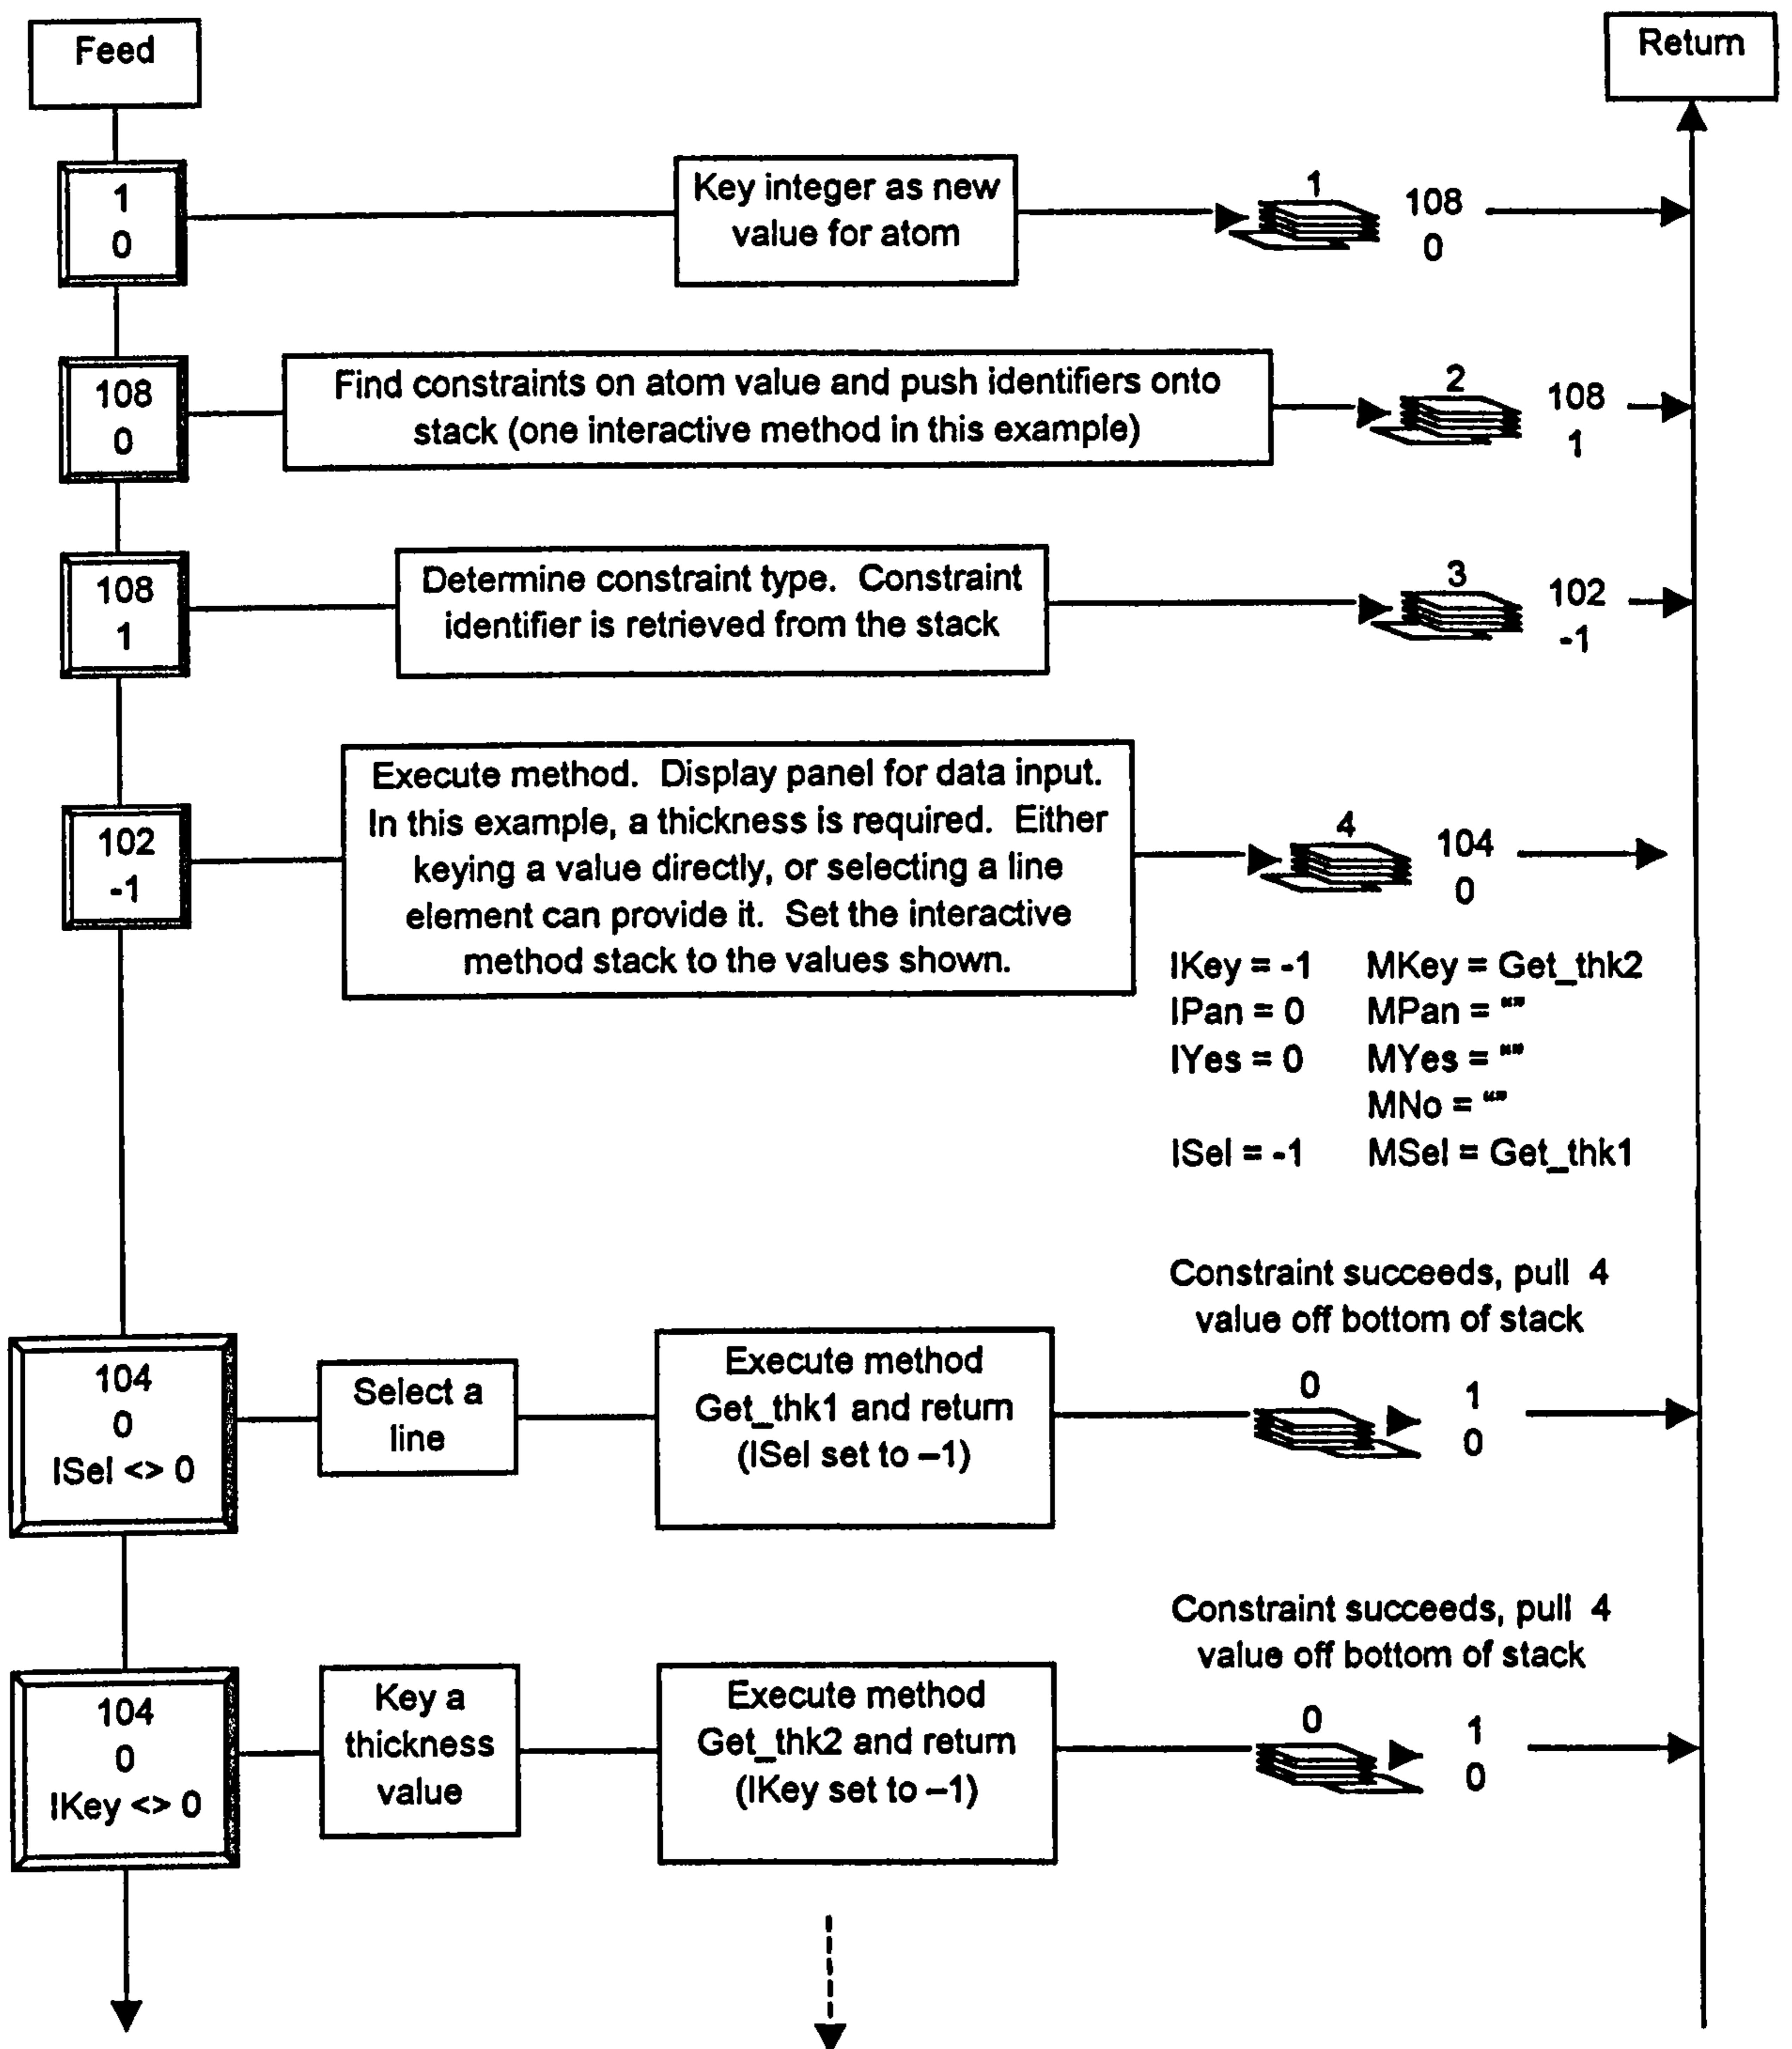 Feed
Return
1
0
Key integer as new
value for atom
1
108
0
108
0
Find constraints on atom value and push identifiers onto
stack (one interactive method in this example)
2
108
1
108
1
Determine constraint type.  Constraint
identifier is retrieved from the stack
3
102
-1
102
-1
Execute method.  Display panel for data input.
In this example, a thickness is required.  Either
keying a value directly, or selecting a line
element can provide it.  Set the interactive
method stack to the values shown.
4
104
0
IKey = -1 MKey = Get_thk2
IPan = 0 MPan = “”
IYes = 0 MYes = “”
MNo = “”
ISel = -1 MSel = Get_thk1
Constraint succeeds, pull  4
value off bottom of stack
104
0
ISel <> 0
Select a
line
Execute method
Get_thk1 and return
(ISel set to –1)
0
1
0
Constraint succeeds, pull  4
value off bottom of stack
104
0
IKey <> 0
Key a
thickness
value
Execute method
Get_thk2 and return
(IKey set to –1)
0
1
0